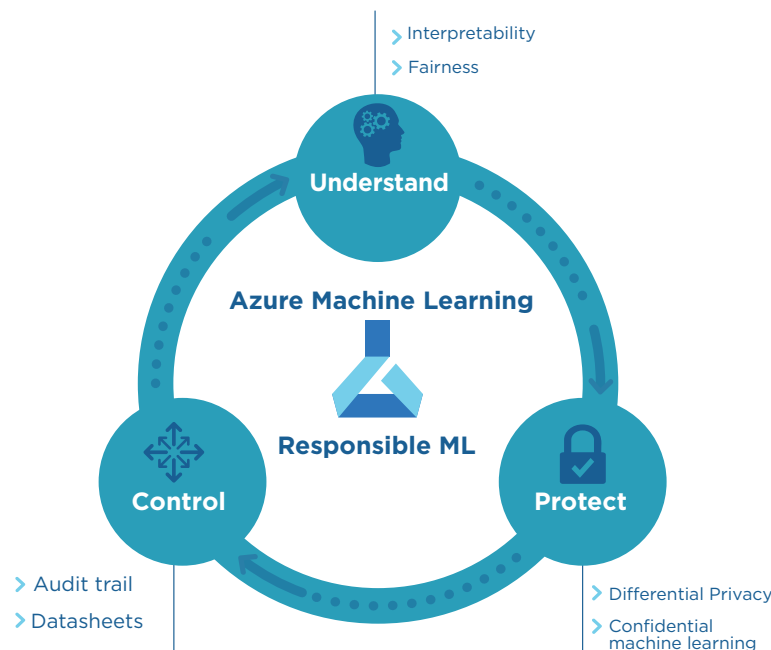 Interpretability
Fairness
Understand
Azure Machine Learning
Responsible ML
Control
Protect
Audit trail
Datasheets
Differential Privacy
Confidential
machine learning